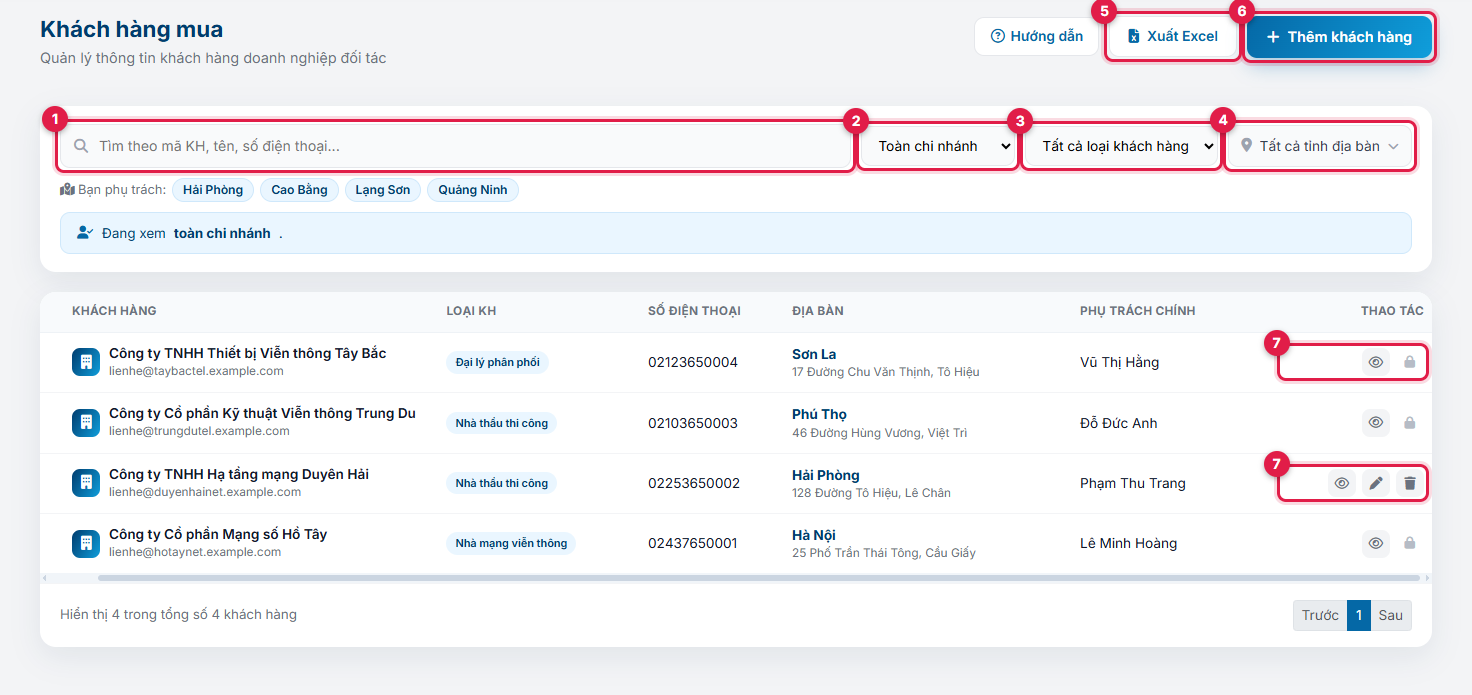 Khách hàng mua
Quản lý thông tin khách hàng doanh nghiệp đối tác
Hướng dẫn
5
Xuất Excel
6
+ Thêm khách hàng
1
Tìm theo mã KH, tên, số điện thoại...
2
Toàn chi nhánh
3
Tất cả loại khách hàng
4
Tất cả tỉnh địa bàn
Bạn phụ trách: Hải Phòng Cao Bằng Lạng Sơn Quảng Ninh
Đang xem toàn chi nhánh .
KHÁCH HÀNG LOẠI KH SỐ ĐIỆN THOẠI ĐỊA BÀN PHỤ TRÁCH CHÍNH THAO TÁC
7
Công ty TNHH Thiết bị Viễn thông Tây Bắc
lienhe@taybactel.example.com
Đại lý phân phối
02123650004
Sơn La
17 Đường Chu Văn Thịnh, Tô Hiệu
Vũ Thị Hằng
Công ty Cổ phần Kỹ thuật Viễn thông Trung Du
lienhe@trungdutel.example.com
Nhà thầu thi công
02103650003
Phú Thọ
46 Đường Hùng Vương, Việt Trì
Đỗ Đức Anh
7
Công ty TNHH Hạ tầng mạng Duyên Hải
lienhe@duyenhainet.example.com
Nhà thầu thi công
02253650002
Hải Phòng
128 Đường Tô Hiệu, Lê Chân
Phạm Thu Trang
Công ty Cổ phần Mạng số Hồ Tây
lienhe@hotaynet.example.com
Nhà mạng viễn thông
02437650001
Hà Nội
25 Phố Trần Thái Tông, Cầu Giấy
Lê Minh Hoàng
Hiển thị 4 trong tổng số 4 khách hàng
Trước 1 Sau